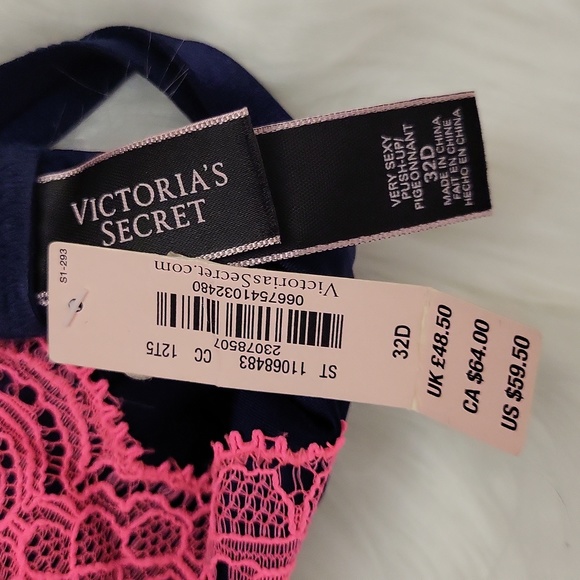 VICTORIA'S
SECRET
VERY SEXY
PUSH-UP/
PIGEONNANT
32D
MADE IN CHINA
FAIT EN CHINE
HECHO EN CHINA
S1-293
VictoriasSecret.com
0667541032480
23078507
ST 11068483 CC 12T5
32D
UK £48.50
CA $64.00
US $59.50